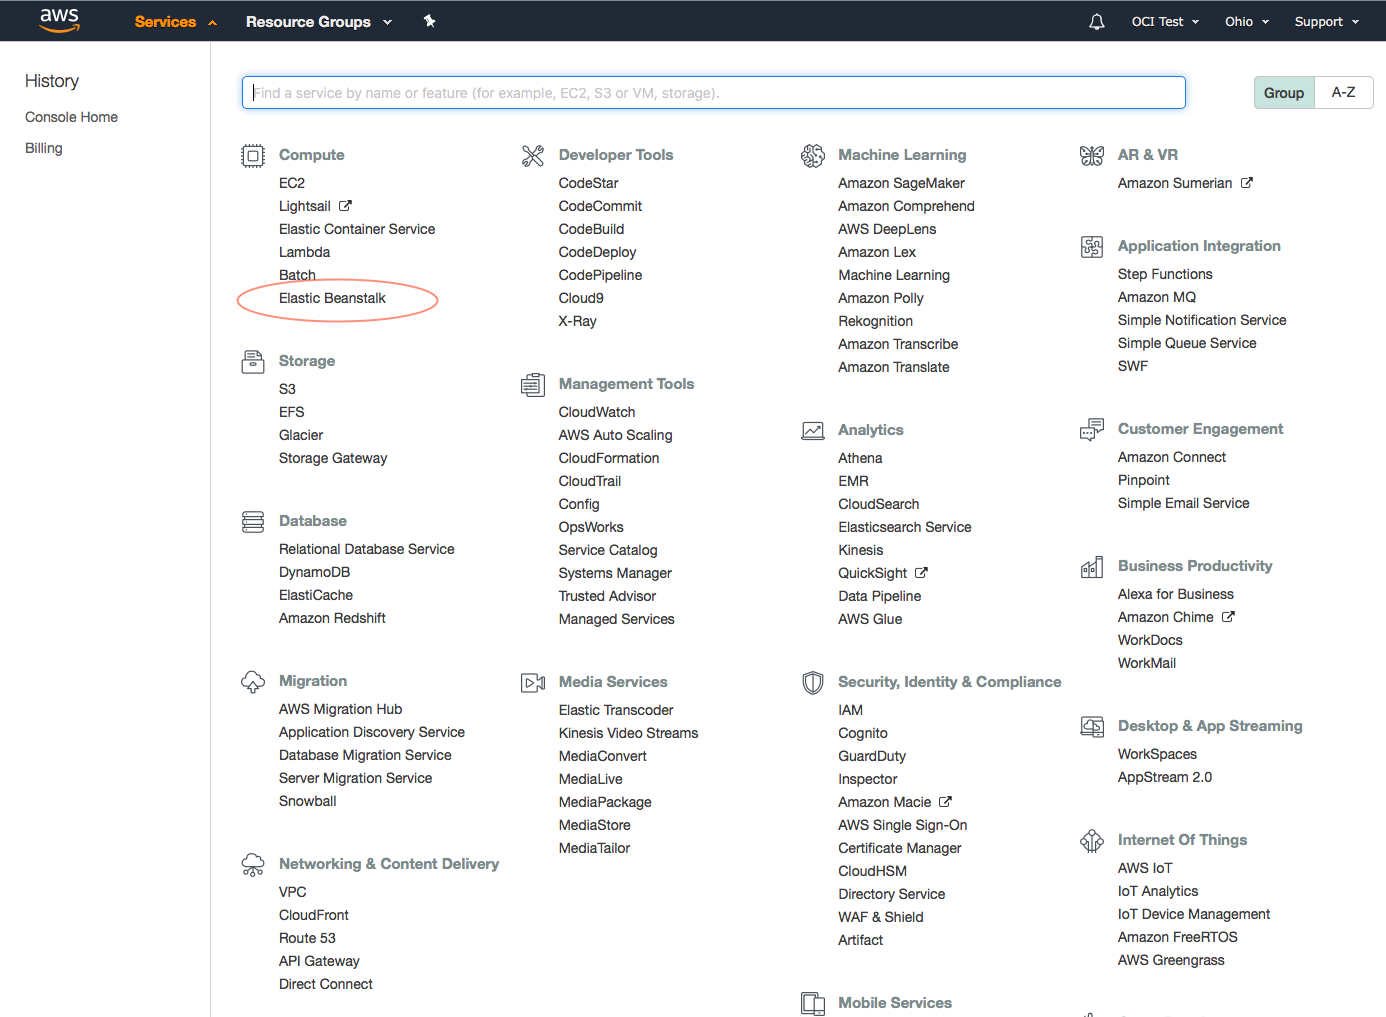 aws
Services
Resource Groups
OCI Test
Ohio
Support
History
Console Home
Billing
Find a service by name or feature (for example, EC2, S3 or VM, storage).
Group
A-Z
Compute
EC2
Lightsail
Elastic Container Service
Lambda
Batch
Elastic Beanstalk
Storage
S3
EFS
Glacier
Storage Gateway
Database
Relational Database Service
DynamoDB
ElastiCache
Amazon Redshift
Migration
AWS Migration Hub
Application Discovery Service
Database Migration Service
Server Migration Service
Snowball
Networking & Content Delivery
VPC
CloudFront
Route 53
API Gateway
Direct Connect
Developer Tools
CodeStar
CodeCommit
CodeBuild
CodeDeploy
CodePipeline
Cloud9
X-Ray
Management Tools
CloudWatch
AWS Auto Scaling
CloudFormation
CloudTrail
Config
OpsWorks
Service Catalog
Systems Manager
Trusted Advisor
Managed Services
Media Services
Elastic Transcoder
Kinesis Video Streams
MediaConvert
MediaLive
MediaPackage
MediaStore
MediaTailor
Machine Learning
Amazon SageMaker
Amazon Comprehend
AWS DeepLens
Amazon Lex
Machine Learning
Amazon Polly
Rekognition
Amazon Transcribe
Amazon Translate
Analytics
Athena
EMR
CloudSearch
Elasticsearch Service
Kinesis
QuickSight
Data Pipeline
AWS Glue
Security, Identity & Compliance
IAM
Cognito
GuardDuty
Inspector
Amazon Macie
AWS Single Sign-On
Certificate Manager
CloudHSM
Directory Service
WAF & Shield
Artifact
Mobile Services
AR & VR
Amazon Sumerian
Application Integration
Step Functions
Amazon MQ
Simple Notification Service
Simple Queue Service
SWF
Customer Engagement
Amazon Connect
Pinpoint
Simple Email Service
Business Productivity
Alexa for Business
Amazon Chime
WorkDocs
WorkMail
Desktop & App Streaming
WorkSpaces
AppStream 2.0
Internet Of Things
AWS IoT
IoT Analytics
IoT Device Management
Amazon FreeRTOS
AWS Greengrass